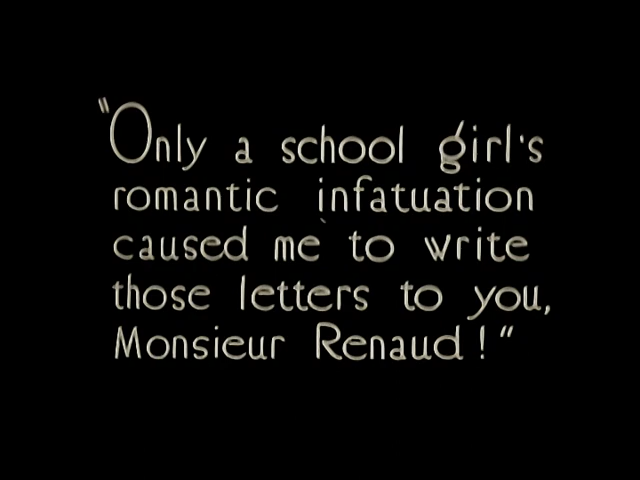 "Only a school girl's
romantic infatuation
caused me to write
those letters to you,
Monsieur Renaud!"